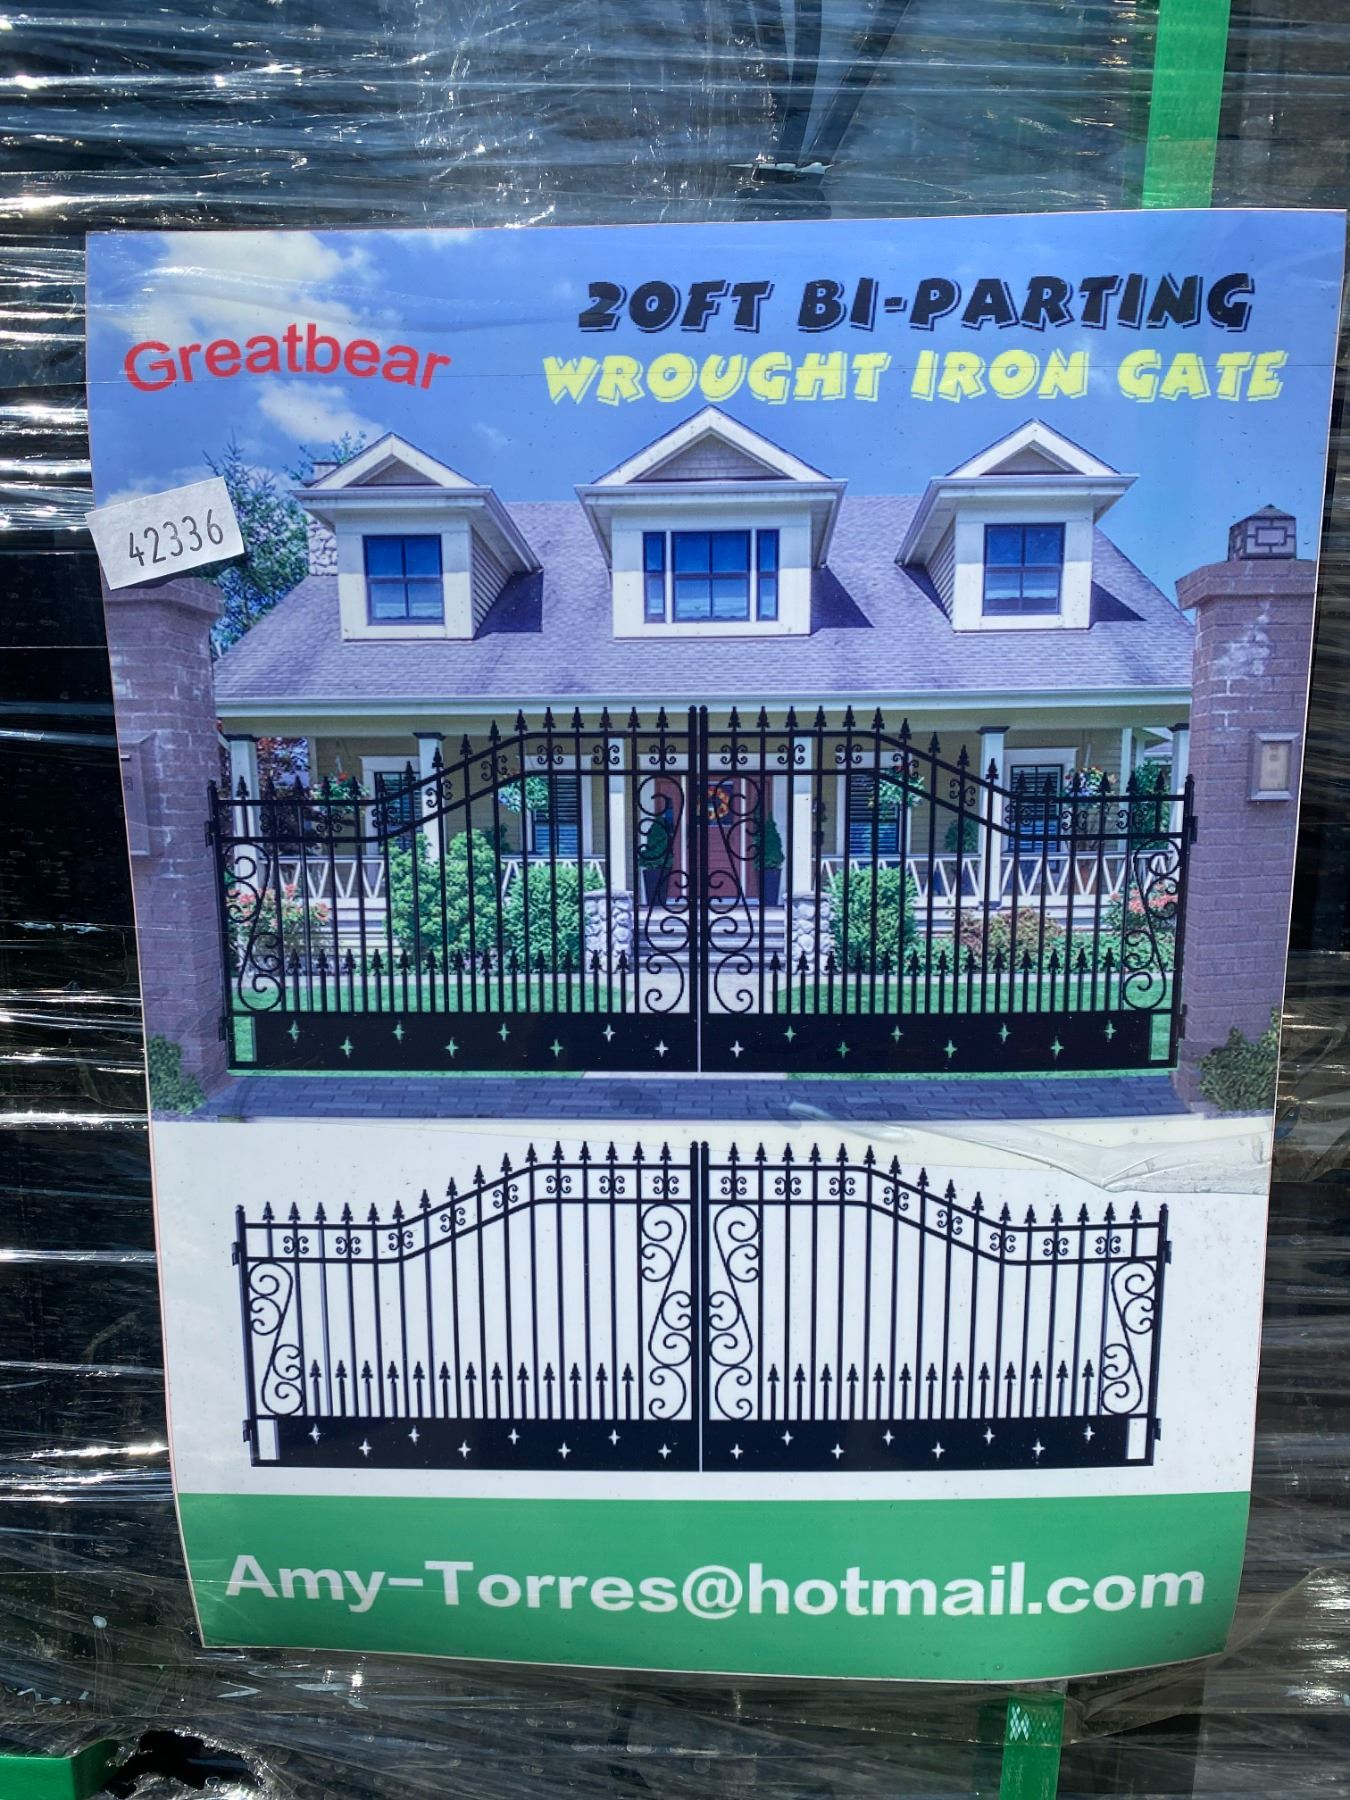 20FT BI-PARTING
Greatbear
WROUGHT IRON GATE
42336
Amy-Torres@hotmail.com